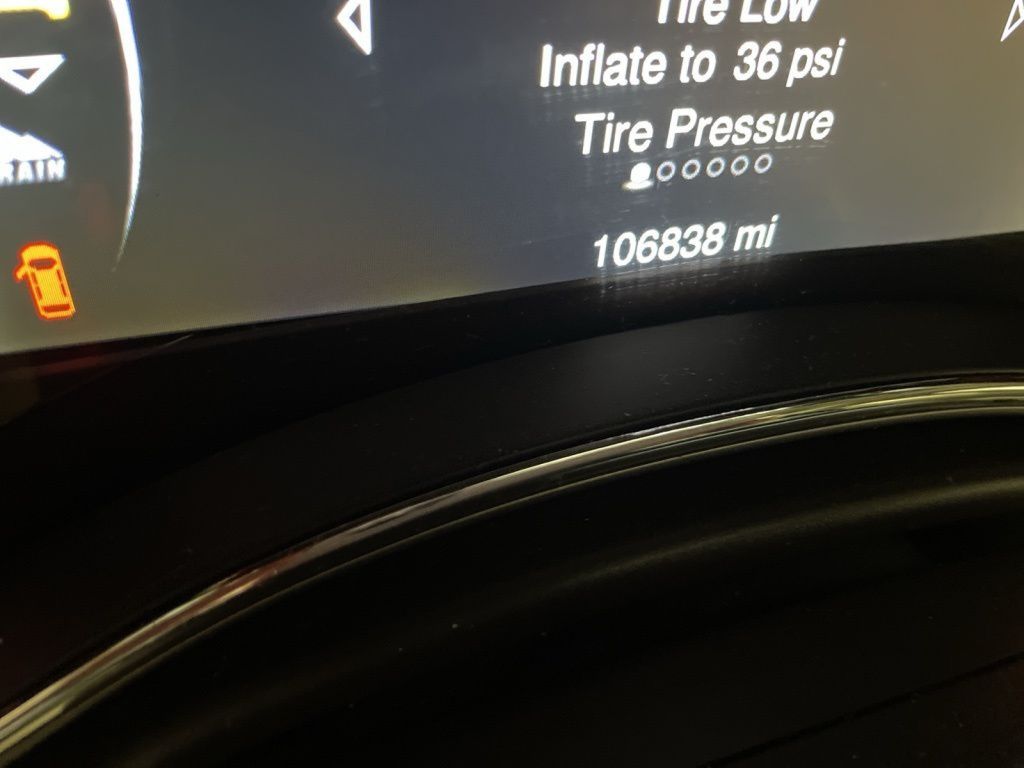 Tire Low
Inflate to 36 psi
Tire Pressure
RAIN
106838 mi